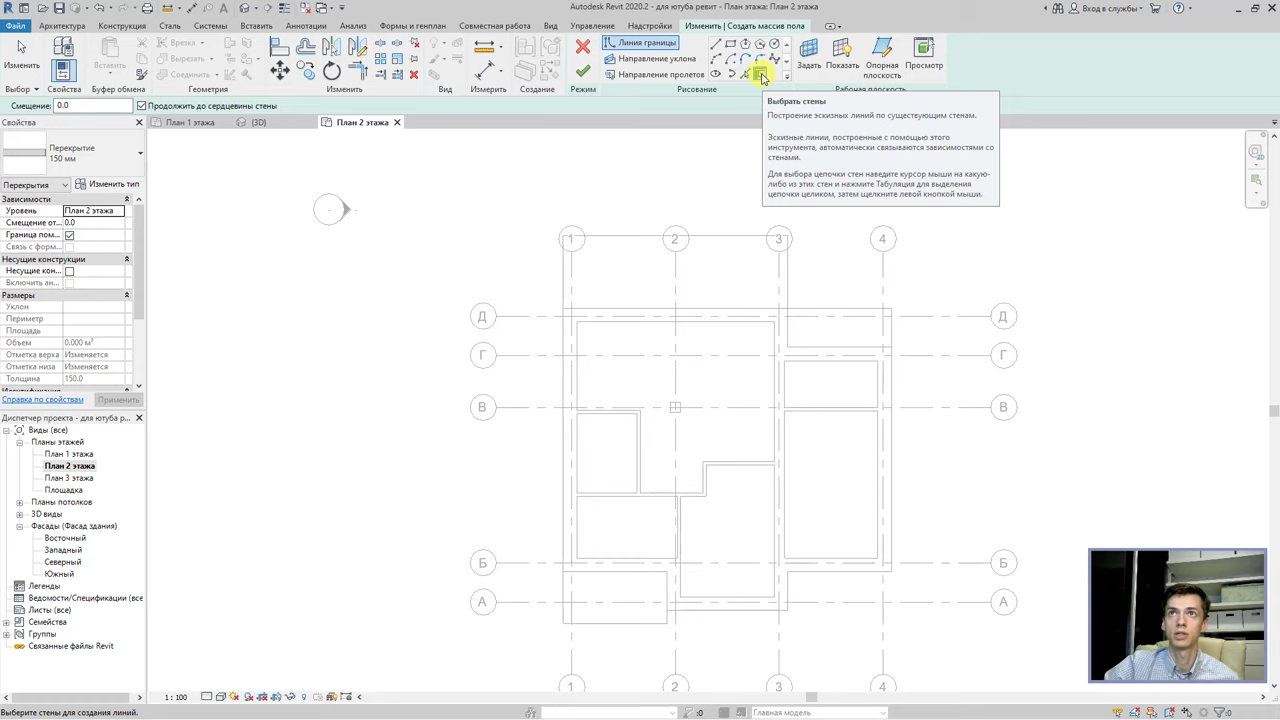 Autodesk Revit 2020.2 - для ютуба ревит - План этажа: План 2 этажа
Вход в службы
Файл
Архитектура
Конструкция
Сталь
Системы
Вставить
Аннотации
Анализ
Формы и генплан
Совместная работа
Вид
Управление
Надстройки
Изменить | Создать массив пола
Изменить
Вставить
Врезка
Вырезать
Соединить
Линия границы
Направление уклона
Направление пролетов
Задать
Показать
Опорная плоскость
Просмотр
Выбор
Свойства
Буфер обмена
Геометрия
Изменить
Вид
Измерить
Создание
Режим
Рисование
Рабочая плоскость
Смещение:
0.0
Продолжить до сердцевины стены
Свойства
План 1 этажа
{3D}
План 2 этажа
Выбрать стены
Построение эскизных линий по существующим стенам.
Эскизные линии, построенные с помощью этого
инструмента, автоматически связываются зависимостями со
стенами.
Для выбора цепочки стен наведите курсор мыши на какую-
либо из этих стен и нажмите Табуляция для выделения
цепочки целиком, затем щелкните левой кнопкой мыши.
Перекрытие
150 мм
Перекрытия
Изменить тип
Зависимости
Уровень
План 2 этажа
Смещение от...
0.0
Граница пом...
Связь с форм...
Несущие конструкции
Несущие кон...
Включить ан...
Размеры
Уклон
Периметр
Площадь
Объем
0.000 м³
Отметка верха
Изменяется
Отметка низа
Изменяется
Толщина
150.0
Справка по свойствам
Применить
Диспетчер проекта - для ютуба р...
Виды (все)
Планы этажей
План 1 этажа
План 2 этажа
План 3 этажа
Площадка
Планы потолков
3D виды
Фасады (Фасад здания)
Восточный
Западный
Северный
Южный
Легенды
Ведомости/Спецификации (все
Листы (все)
Семейства
Группы
Связанные файлы Revit
1
2
3
4
Д
Д
Г
Г
В
В
Б
Б
А
А
1
2
3
4
1 : 100
Выберите стены для создания линий.
:0
Главная модель
:0